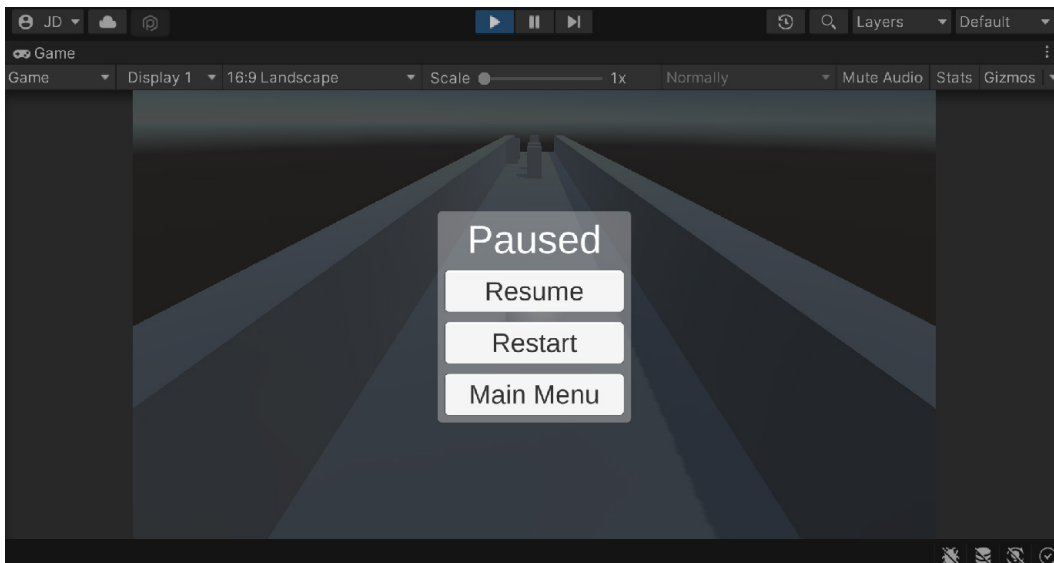 JD Layers Default
Game
Game Display 1 16:9 Landscape Scale 1x Normally Mute Audio Stats Gizmos
Paused
Resume
Restart
Main Menu